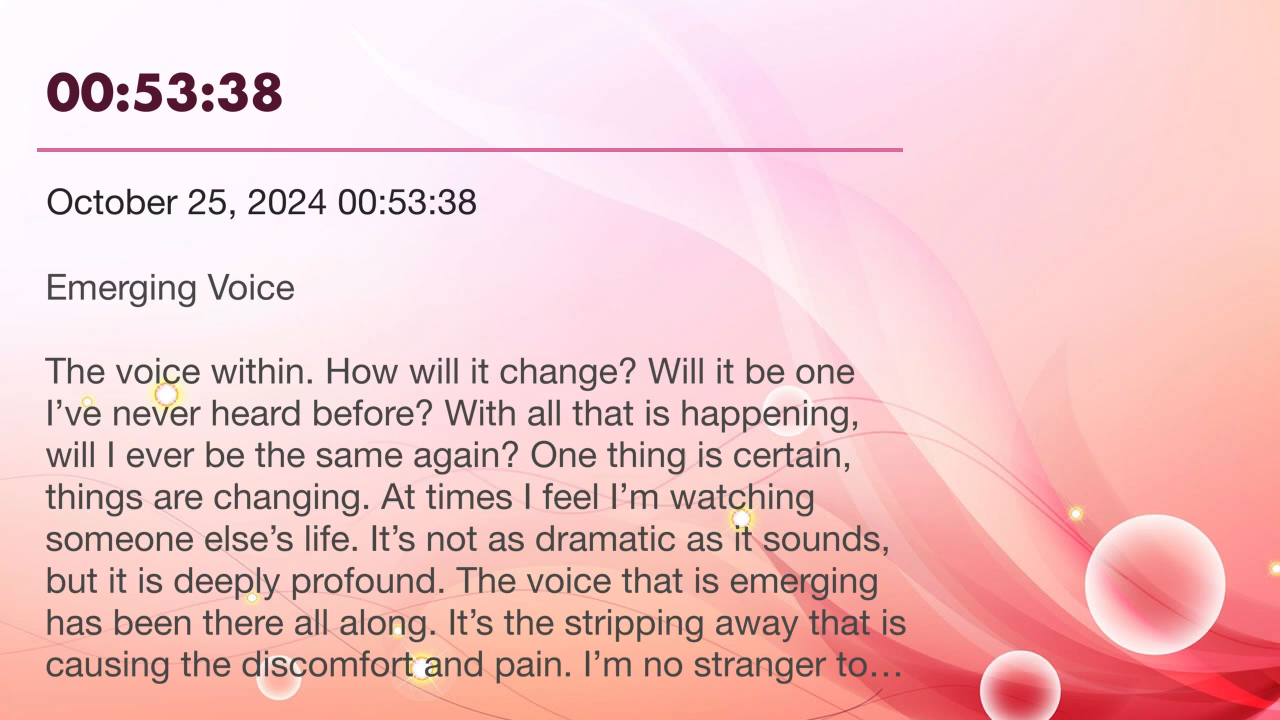 00:53:38
October 25, 2024 00:53:38
Emerging Voice
The voice within. How will it change? Will it be one
I’ve never heard before? With all that is happening,
will I ever be the same again? One thing is certain,
things are changing. At times I feel I’m watching
someone else’s life. It’s not as dramatic as it sounds,
but it is deeply profound. The voice that is emerging
has been there all along. It’s the stripping away that is
causing the discomfort and pain. I’m no stranger to…